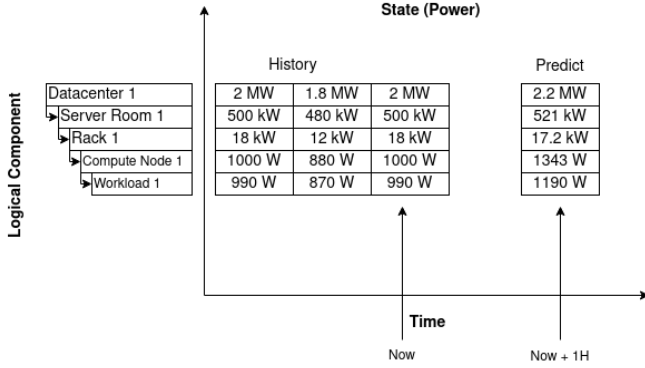 State (Power)
History
Predict
Logical Component
Datacenter 1 2 MW 1.8 MW 2 MW 2.2 MW
Server Room 1 500 kW 480 kW 500 kW 521 kW
Rack 1 18 kW 12 kW 18 kW 17.2 kW
Compute Node 1 1000 W 880 W 1000 W 1343 W
Workload 1 990 W 870 W 990 W 1190 W
Time
Now
Now + 1H